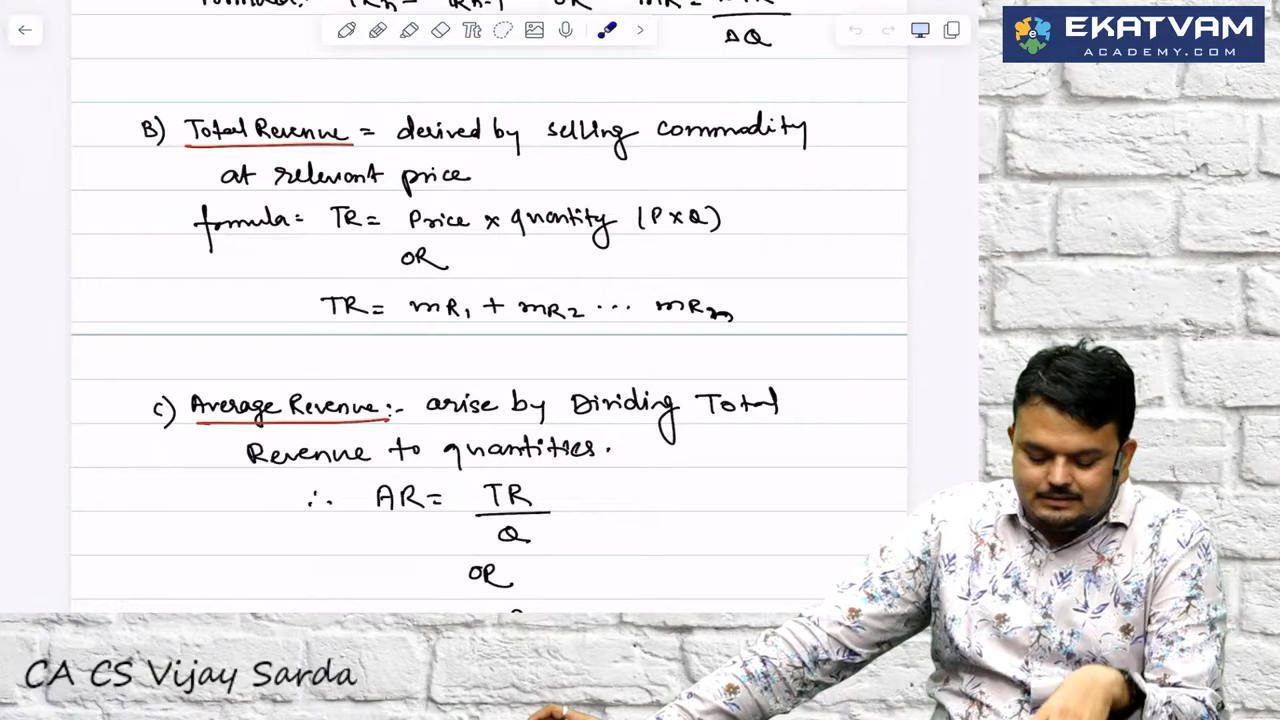 EKATVAM
ACADEMY.COM
ΔQ
B) Total Revenue = derived by selling commodity
at relevant price
formula = TR = Price × quantity (P×Q)
OR
TR = MR1 + MR2 ... MRn
C) Average Revenue :- arise by Dividing Total
Revenue to quantities.
∴ AR = TR
Q
OR
CA CS Vijay Sarda